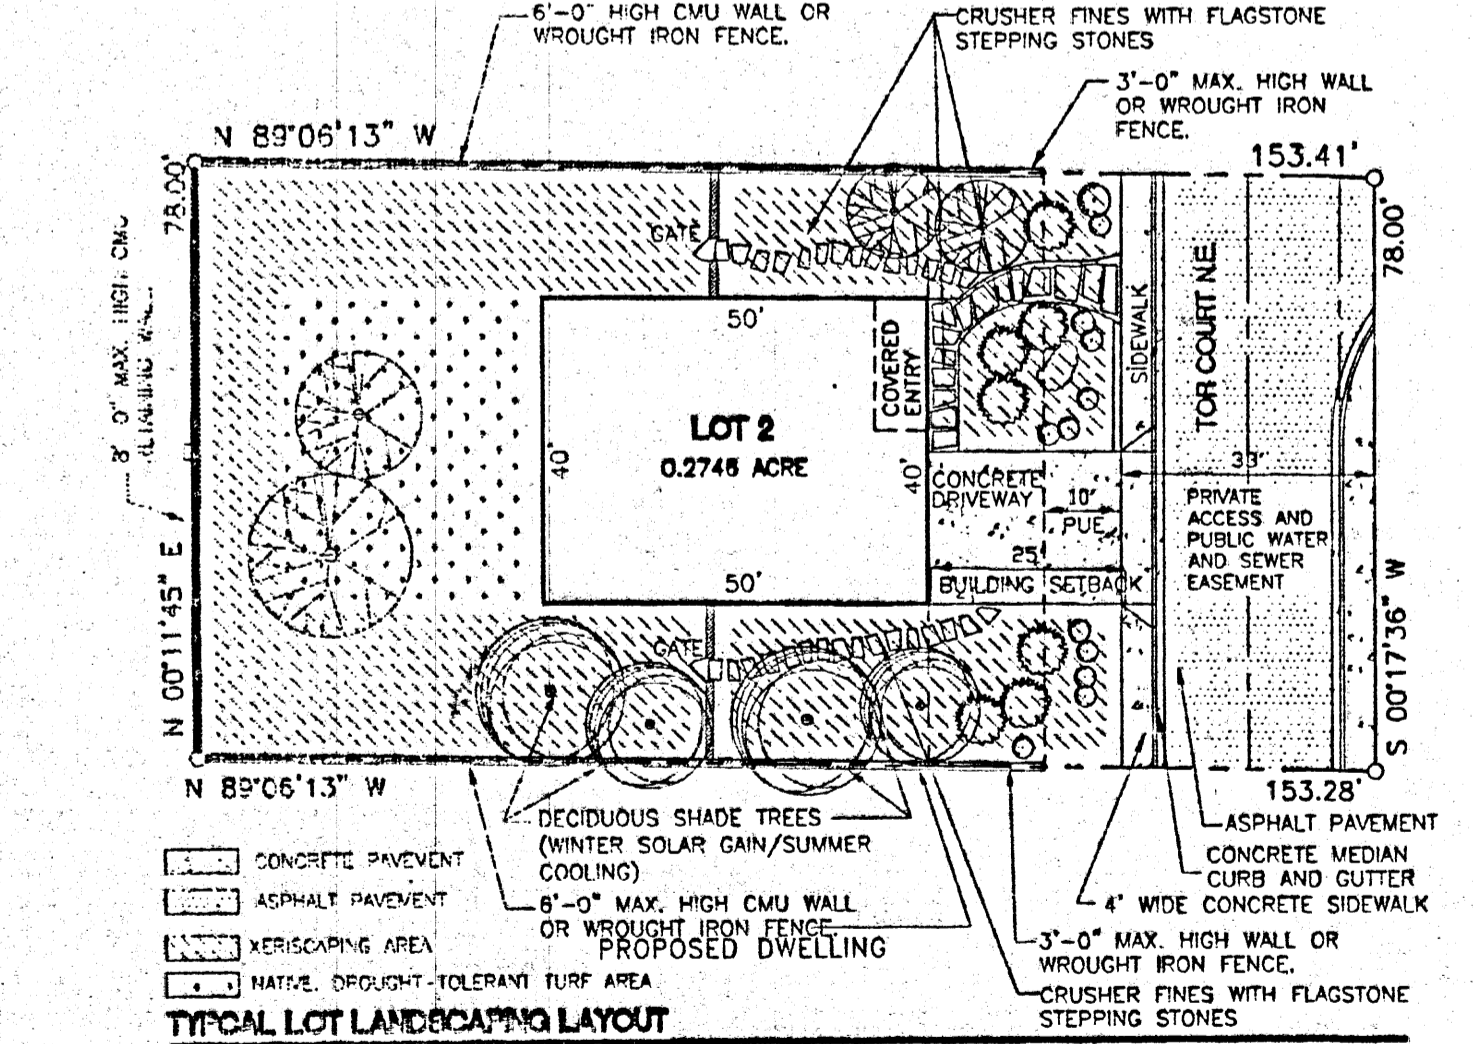 6'-0" HIGH CMU WALL OR
WROUGHT IRON FENCE.
CRUSHER FINES WITH FLAGSTONE
STEPPING STONES
3'-0" MAX. HIGH WALL
OR WROUGHT IRON
FENCE.
N 89°06'13" W
153.41'
78.00'
78.00'
8'-0" MAX. HIGH CMU
RETAINING
GATE
50'
COVERED
ENTRY
SIDEWALK
TOR COURT N.E.
LOT 2
0.2746 ACRE
40'
40'
CONCRETE
DRIVEWAY
10'
PUE
33'
PRIVATE
ACCESS AND
PUBLIC WATER
AND SEWER
EASEMENT
25'
BUILDING SETBACK
50'
GATE
N 00°11'45" E
S 00°17'36" W
N 89°06'13" W
153.28'
DECIDUOUS SHADE TREES
(WINTER SOLAR GAIN/SUMMER
COOLING)
ASPHALT PAVEMENT
CONCRETE MEDIAN
CURB AND GUTTER
4' WIDE CONCRETE SIDEWALK
6'-0" MAX. HIGH CMU WALL
OR WROUGHT IRON FENCE.
PROPOSED DWELLING
3'-0" MAX. HIGH WALL OR
WROUGHT IRON FENCE.
CRUSHER FINES WITH FLAGSTONE
STEPPING STONES
CONCRETE PAVEMENT
ASPHALT PAVEMENT
XERISCAPING AREA
NATIVE, DROUGHT-TOLERANT TURF AREA
TYPICAL LOT LANDSCAPING LAYOUT